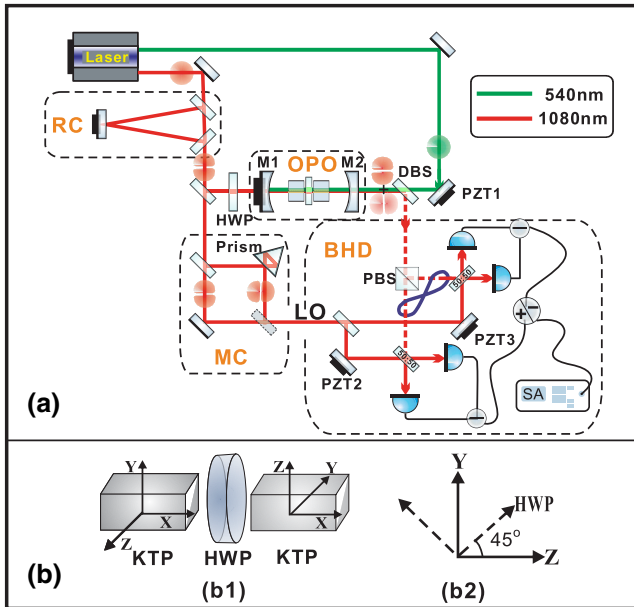 Laser
540nm
1080nm
RC
M1
OPO
M2
DBS
PZT1
HWP
Prism
BHD
PBS
50:50
LO
MC
PZT3
PZT2
50:50
+
−
−
−
+
SA
(a)
Y
X
Z
KTP
HWP
Z
Y
X
KTP
(b1)
Y
HWP
45°
Z
(b2)
(b)